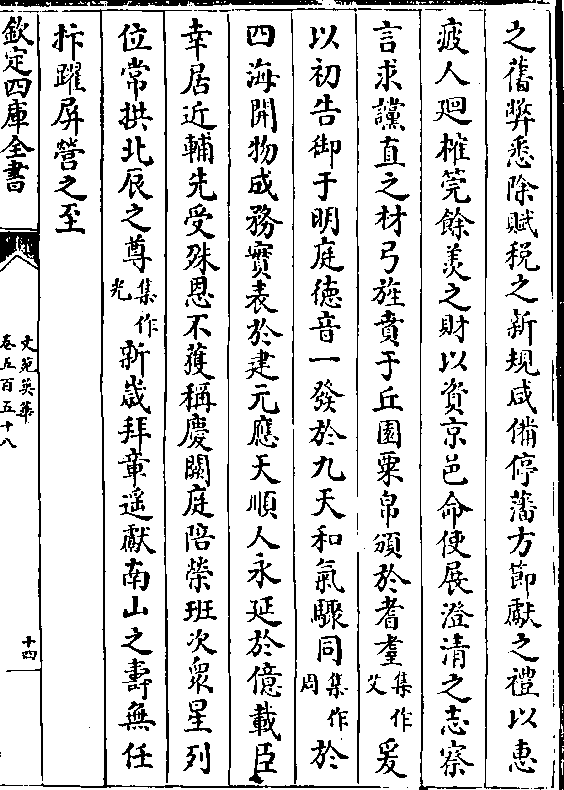 之舊弊悉除賦税之新規咸備停藩方節獻之禮以惠
疲人廻榷筦餘羡之財以資京邑命使展澄清之志察
言求讜直之材弓旌賁于丘園粟帛頒於耆耋集作艾爰
以初吿御于明庭徳音一發於九天和氣驟同集作周於
四海開物成務實表於建元應天順人永延於億載臣
幸居近輔先受殊恩不獲稱慶闕庭陪榮班次衆星列
位常拱北辰之尊集作光新嵗拜章遥獻南山之夀無任
抃躍屏營之至
欽定四庫全書
文苑英華
卷五百五十八
十四